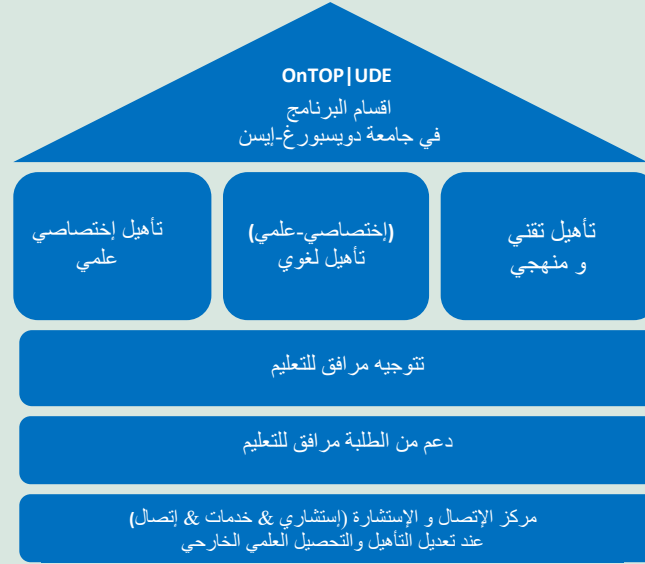 OnTOP|UDE
اقسام البرنامج
في جامعة دويسبورغ-إيسن
تأهيل تقني
و منهجي
(إختصاصي-علمي)
تأهيل لغوي
تأهيل إختصاصي
علمي
تتوجيه مرافق للتعليم
دعم من الطلبة مرافق للتعليم
مركز الإتصال و الإستشارة (إستشاري & خدمات & إتصال)
عند تعديل التأهيل والتحصيل العلمي الخارجي